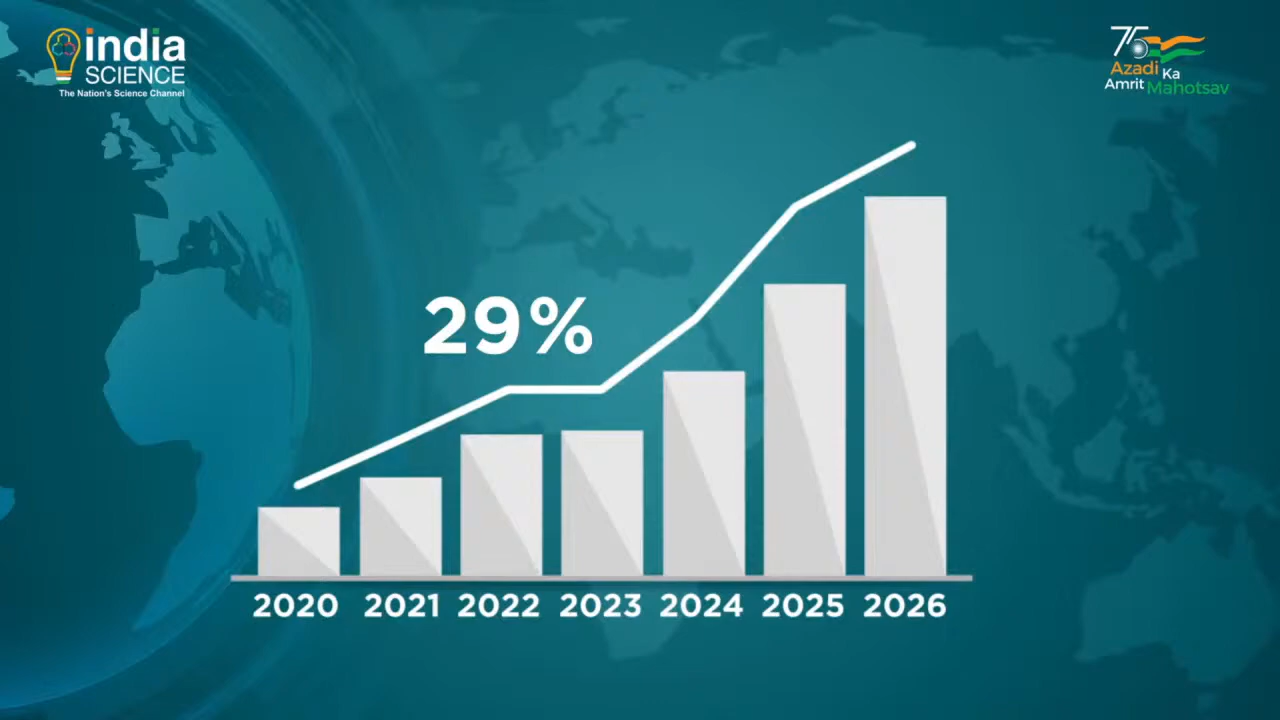 india
SCIENCE
The Nation's Science Channel
75
Azadi Ka
Amrit Mahotsav
29%
2020 2021 2022 2023 2024 2025 2026